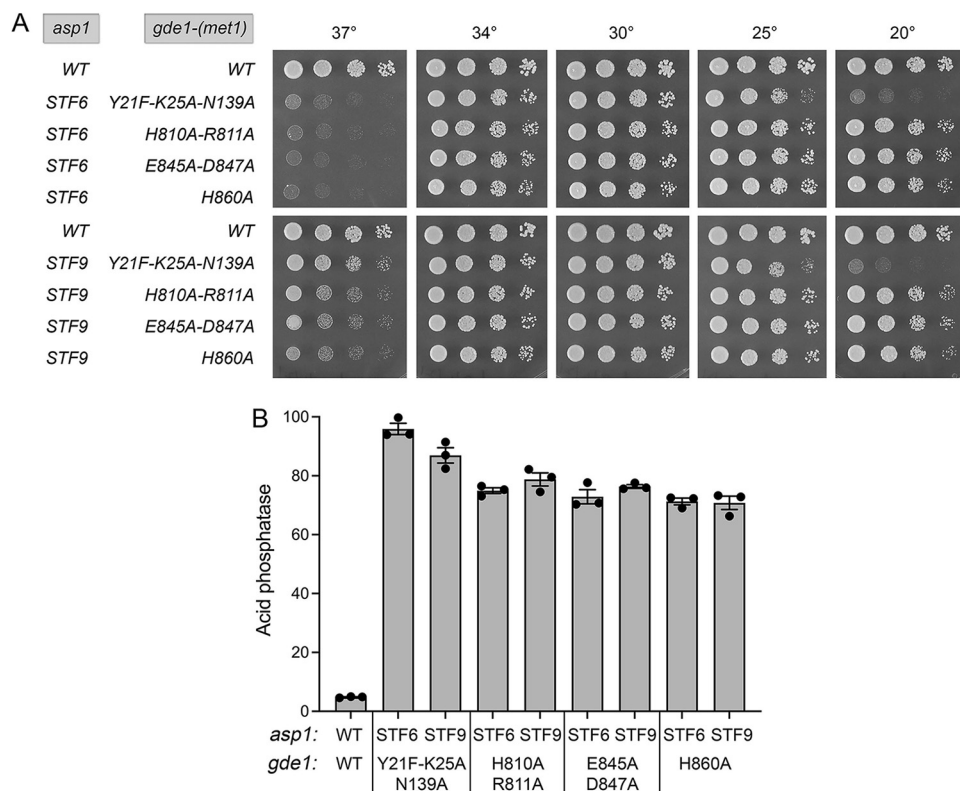 A
asp1 gde1-(met1) 37° 34° 30° 25° 20°
WT WT
STF6 Y21F-K25A-N139A
STF6 H810A-R811A
STF6 E845A-D847A
STF6 H860A
WT WT
STF9 Y21F-K25A-N139A
STF9 H810A-R811A
STF9 E845A-D847A
STF9 H860A
B
Acid phosphatase
100
80
60
40
20
0
asp1: WT STF6 STF9 STF6 STF9 STF6 STF9 STF6 STF9
gde1: WT Y21F-K25A H810A E845A H860A
N139A R811A D847A